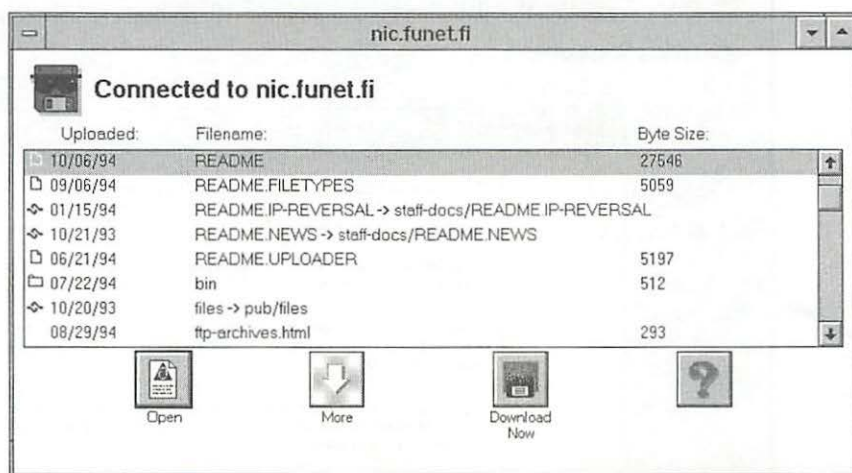 nic.funet.fi
Connected to nic.funet.fi
Uploaded: Filename: Byte Size:
10/06/94 README 27546
09/06/94 README.FILETYPES 5059
01/15/94 README.IP-REVERSAL -> staff-docs/README.IP-REVERSAL
10/21/93 README.NEWS -> staff-docs/README.NEWS
06/21/94 README.UPLOADER 5197
07/22/94 bin 512
10/20/93 files -> pub/files
08/29/94 ftp-archives.html 293
Open More Download Now ?